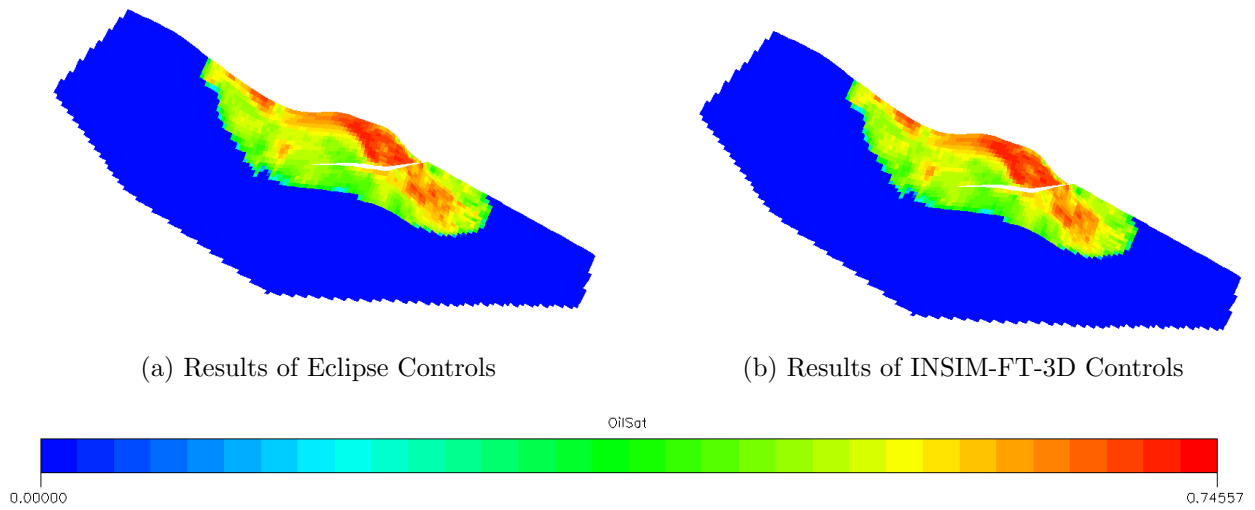 (a) Results of Eclipse Controls
(b) Results of INSIM-FT-3D Controls
OilSat
0.00000
0.74557